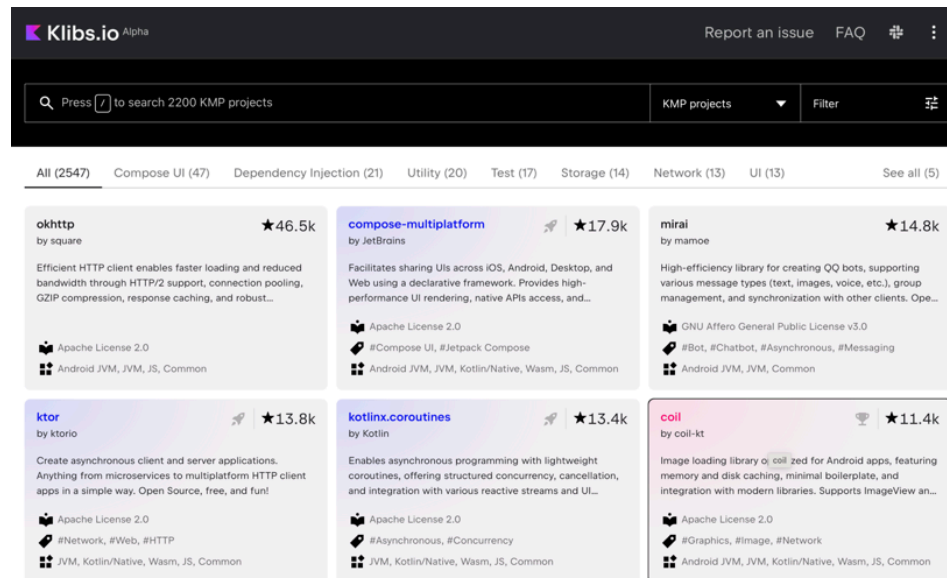 Klibs.io Alpha
Report an issue FAQ
Press / to search 2200 KMP projects
KMP projects
Filter
All (2547) Compose UI (47) Dependency Injection (21) Utility (20) Test (17) Storage (14) Network (13) UI (13) See all (5)
okhttp ★46.5k
by square
Efficient HTTP client enables faster loading and reduced
bandwidth through HTTP/2 support, connection pooling,
GZIP compression, response caching, and robust...
Apache License 2.0
Android JVM, JVM, JS, Common
compose-multiplatform ★17.9k
by JetBrains
Facilitates sharing UIs across iOS, Android, Desktop, and
Web using a declarative framework. Provides high-
performance UI rendering, native APIs access, and...
Apache License 2.0
#Compose UI, #Jetpack Compose
Android JVM, JVM, Kotlin/Native, Wasm, JS, Common
mirai ★14.8k
by mamoe
High-efficiency library for creating QQ bots, supporting
various message types (text, images, voice, etc.), group
management, and synchronization with other clients. Ope...
GNU Affero General Public License v3.0
#Bot, #Chatbot, #Asynchronous, #Messaging
Android JVM, JVM, Common
ktor ★13.8k
by ktorio
Create asynchronous client and server applications.
Anything from microservices to multiplatform HTTP client
apps in a simple way. Open Source, free, and fun!
Apache License 2.0
#Network, #Web, #HTTP
JVM, Kotlin/Native, Wasm, JS, Common
kotlinx.coroutines ★13.4k
by Kotlin
Enables asynchronous programming with lightweight
coroutines, offering structured concurrency, cancellation,
and integration with various reactive streams and UI...
Apache License 2.0
#Asynchronous, #Concurrency
JVM, Kotlin/Native, Wasm, JS, Common
coil ★11.4k
by coil-kt
Image loading library o coil zed for Android apps, featuring
memory and disk caching, minimal boilerplate, and
integration with modern libraries. Supports ImageView an...
Apache License 2.0
#Graphics, #Image, #Network
Android JVM, JVM, Kotlin/Native, Wasm, JS, Common